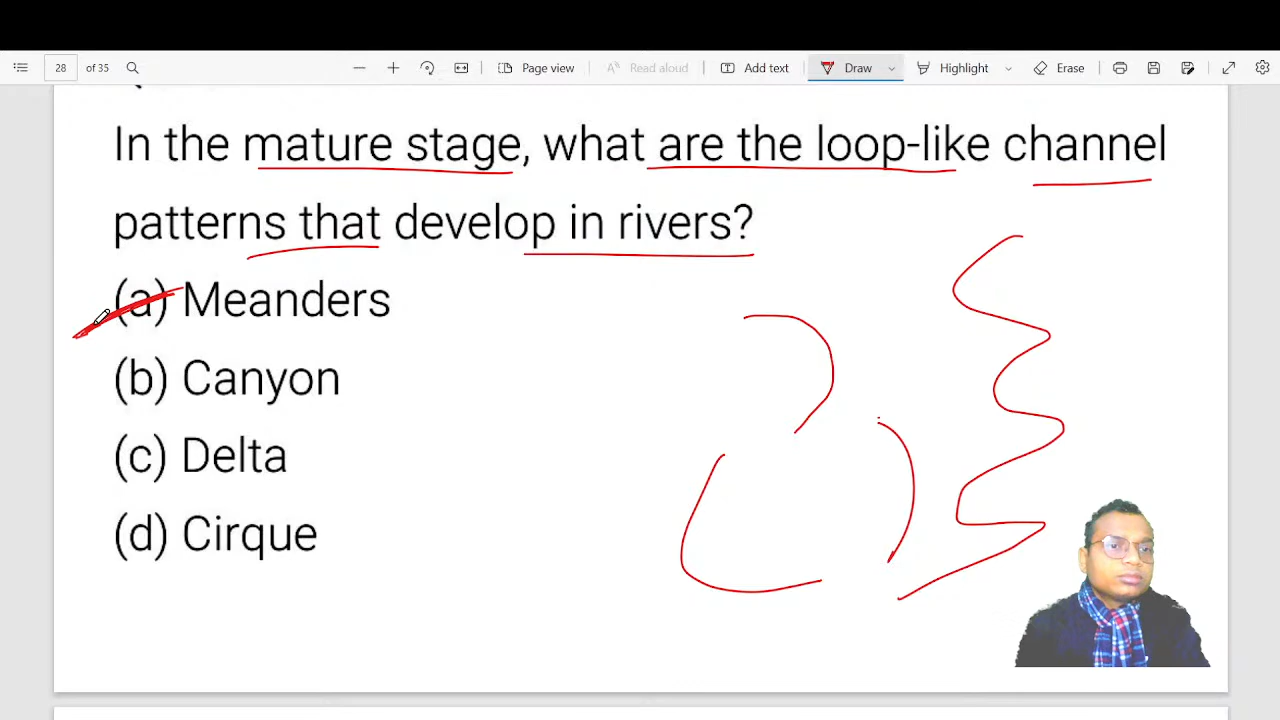 28 of 35 Page view Read aloud Add text Draw Highlight Erase
In the mature stage, what are the loop-like channel
patterns that develop in rivers?
(a) Meanders
(b) Canyon
(c) Delta
(d) Cirque